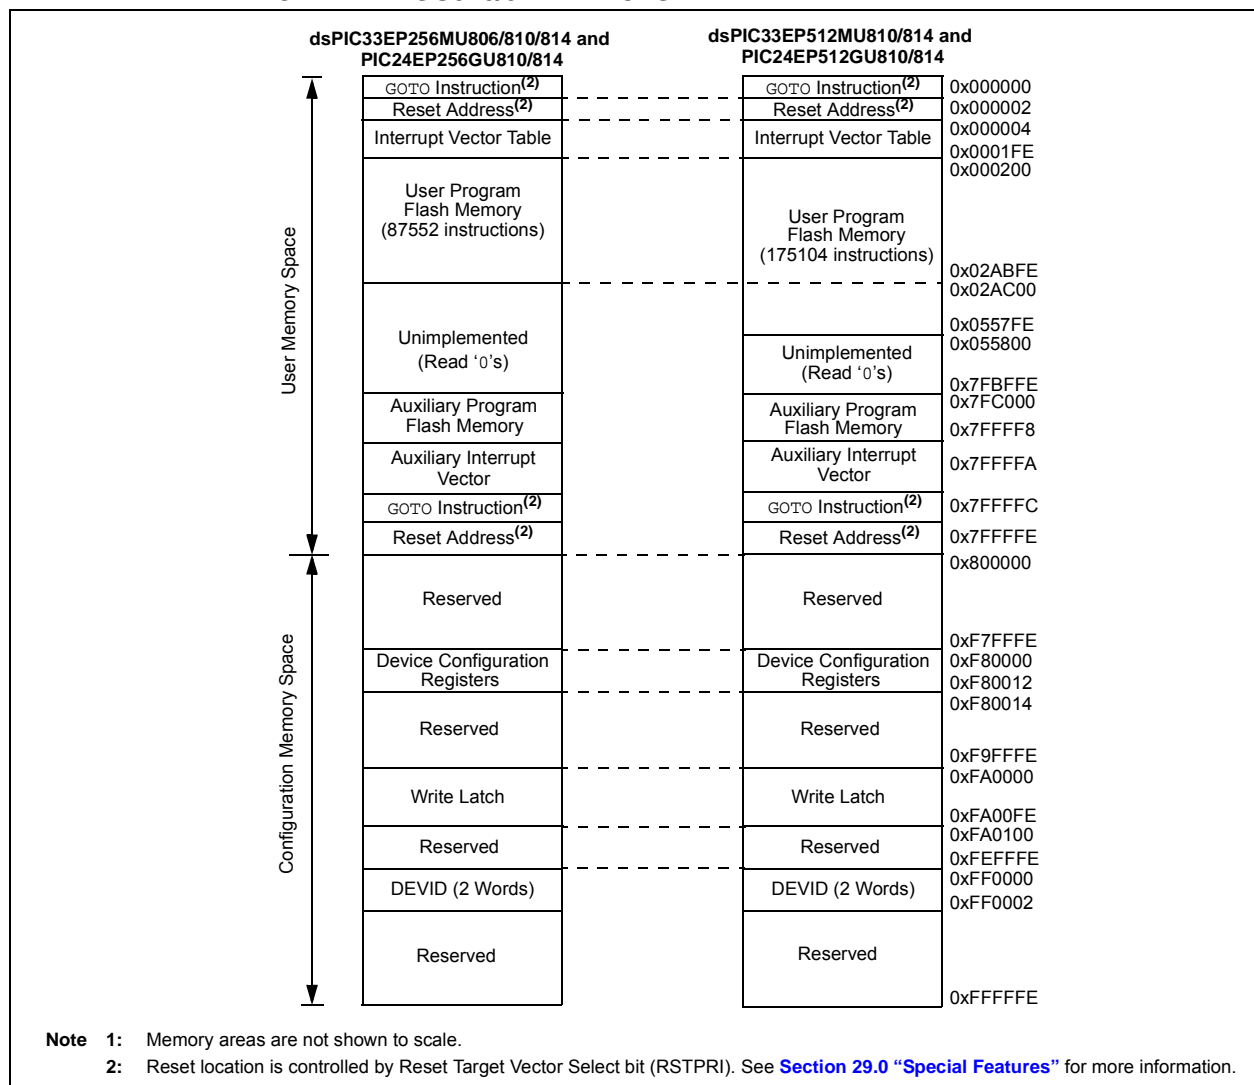 dsPIC33EP256MU806/810/814 and
PIC24EP256GU810/814
dsPIC33EP512MU810/814 and
PIC24EP512GU810/814
User Memory Space
Configuration Memory Space
GOTO Instruction(2)
Reset Address(2)
Interrupt Vector Table
User Program
Flash Memory
(87552 instructions)
Unimplemented
(Read ‘0’s)
Auxiliary Program
Flash Memory
Auxiliary Interrupt
Vector
GOTO Instruction(2)
Reset Address(2)
Reserved
Device Configuration
Registers
Reserved
Write Latch
Reserved
DEVID (2 Words)
Reserved
GOTO Instruction(2)
Reset Address(2)
Interrupt Vector Table
User Program
Flash Memory
(175104 instructions)
Unimplemented
(Read ‘0’s)
Auxiliary Program
Flash Memory
Auxiliary Interrupt
Vector
GOTO Instruction(2)
Reset Address(2)
Reserved
Device Configuration
Registers
Reserved
Write Latch
Reserved
DEVID (2 Words)
Reserved
0x000000
0x000002
0x000004
0x0001FE
0x000200
0x02ABFE
0x02AC00
0x0557FE
0x055800
0x7FBFFE
0x7FC000
0x7FFFF8
0x7FFFFA
0x7FFFFC
0x7FFFFE
0x800000
0xF7FFFE
0xF80000
0xF80012
0xF80014
0xF9FFFE
0xFA0000
0xFA00FE
0xFA0100
0xFEFFFE
0xFF0000
0xFF0002
0xFFFFFE
Note 1: Memory areas are not shown to scale.
2: Reset location is controlled by Reset Target Vector Select bit (RSTPRI). See Section 29.0 “Special Features” for more information.